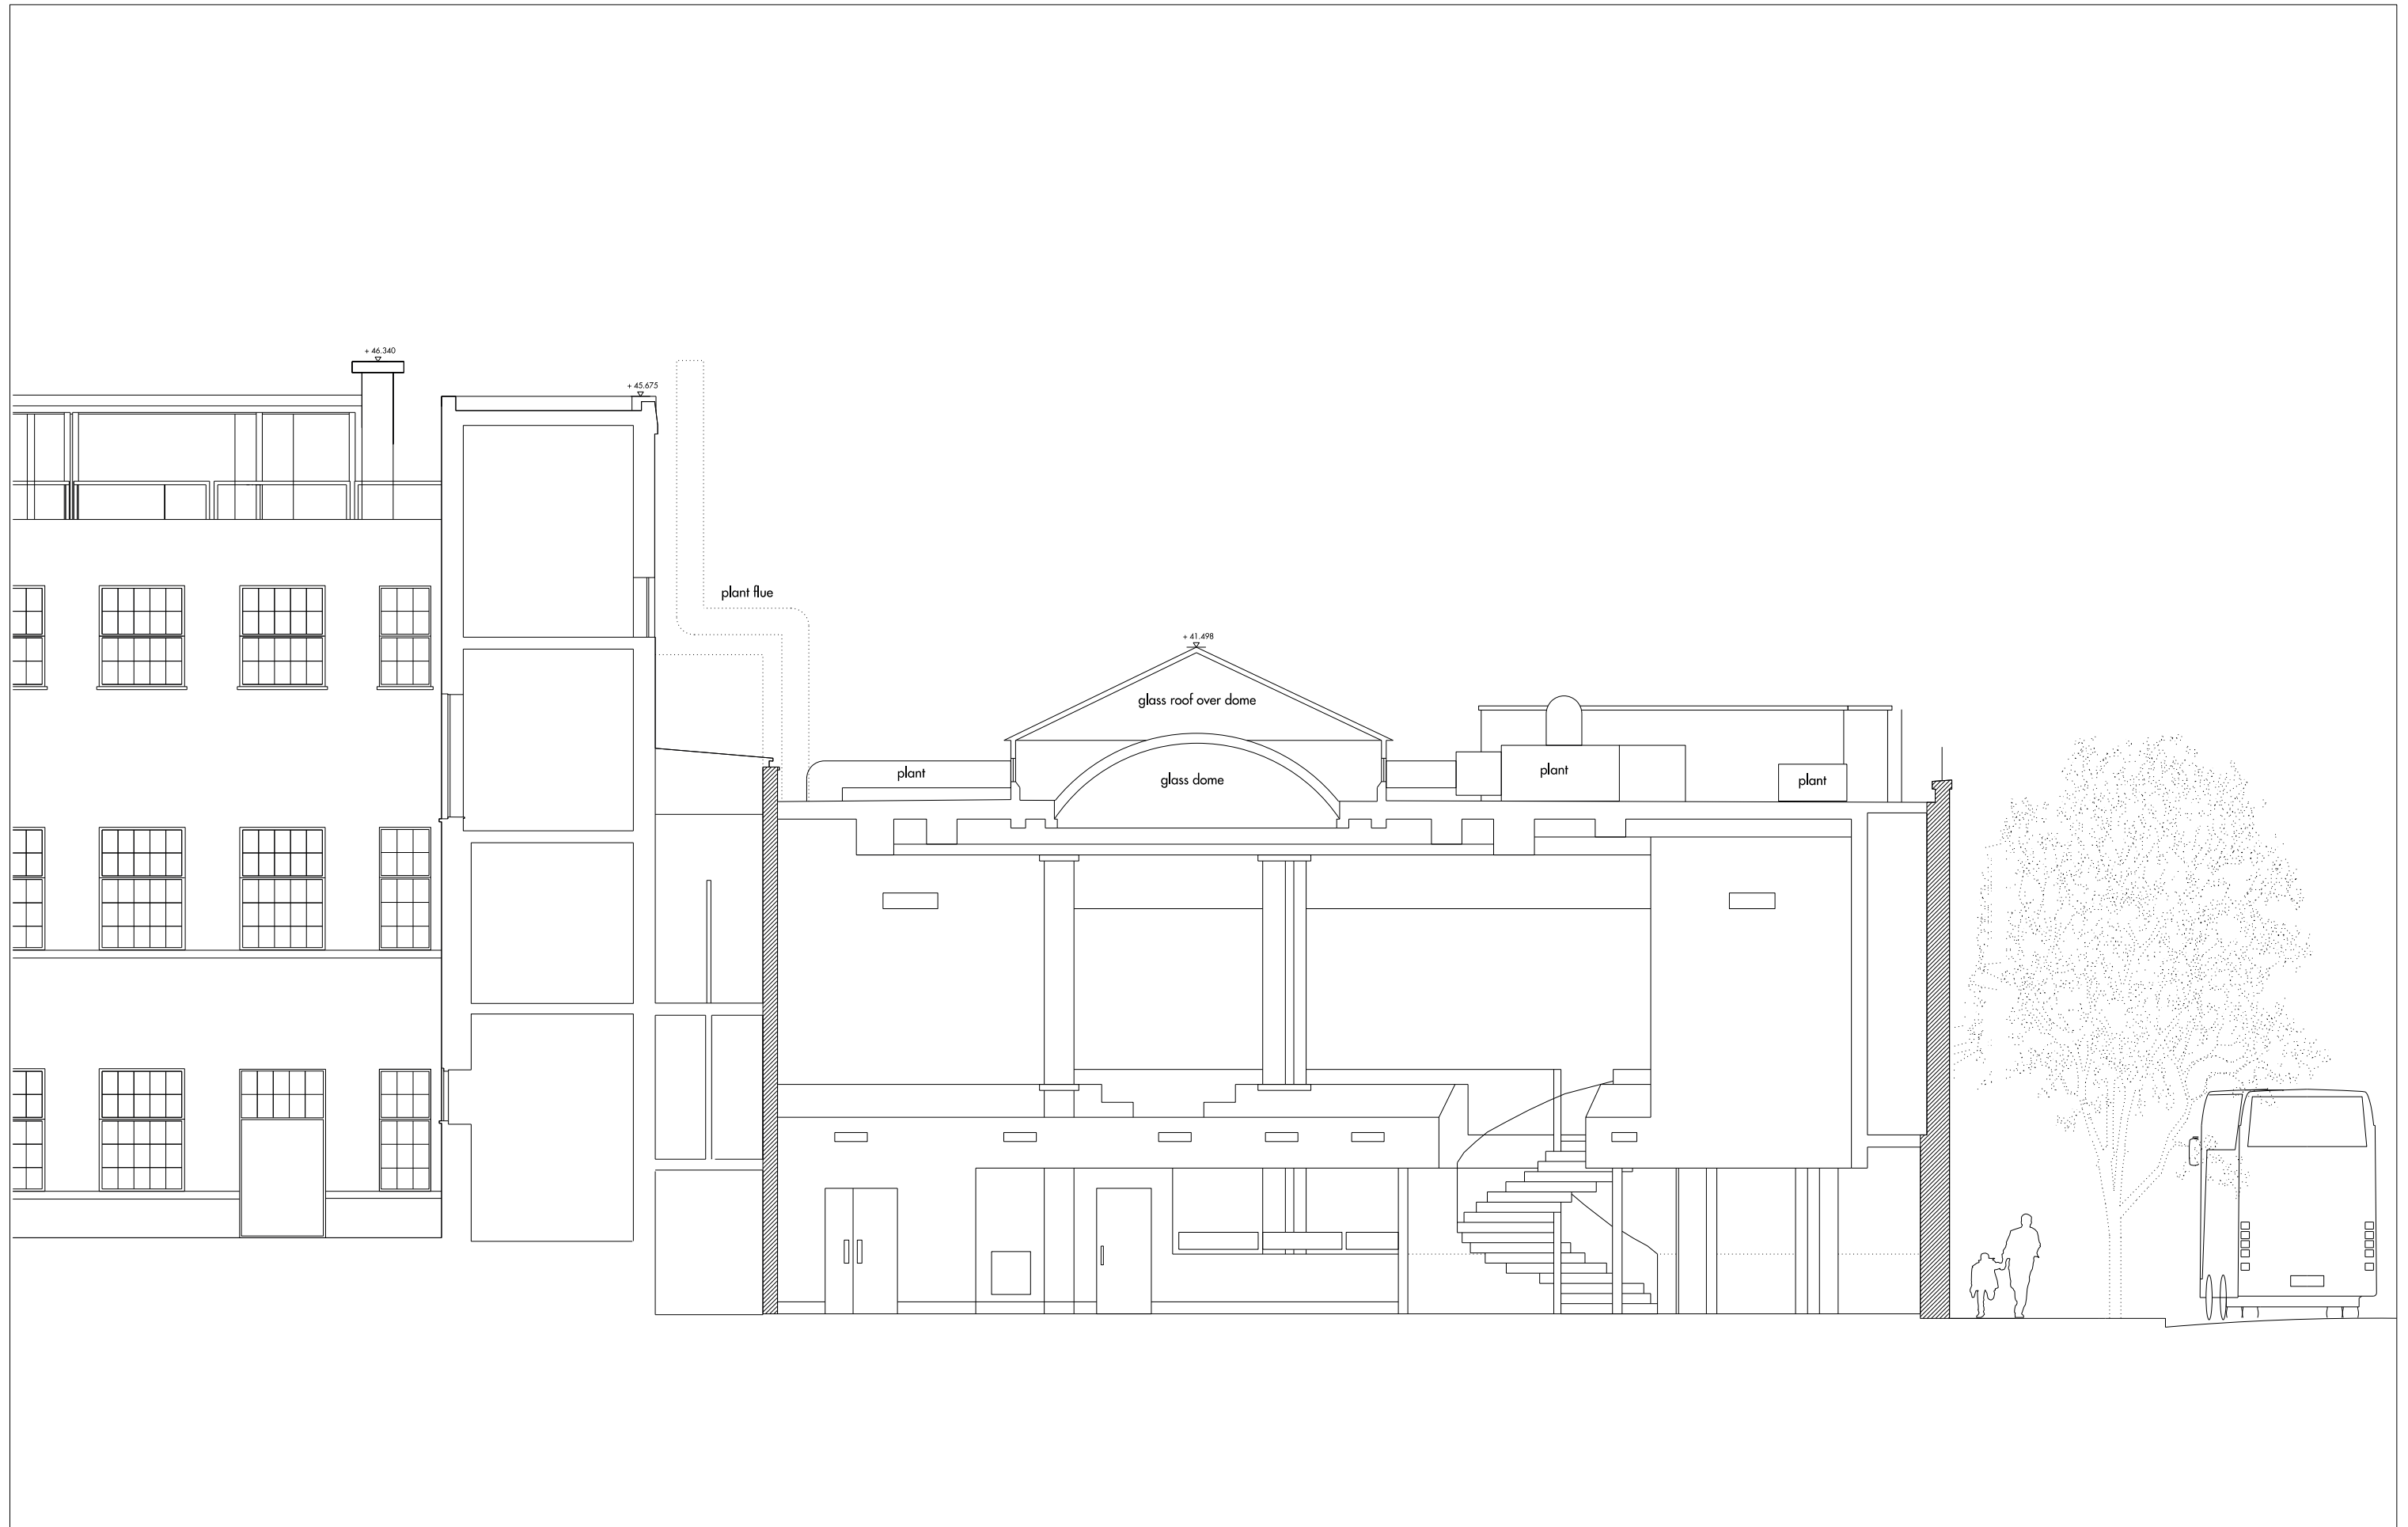 + 46.340
+ 45.675
plant flue
+ 41.498
glass roof over dome
plant
glass dome
plant
plant